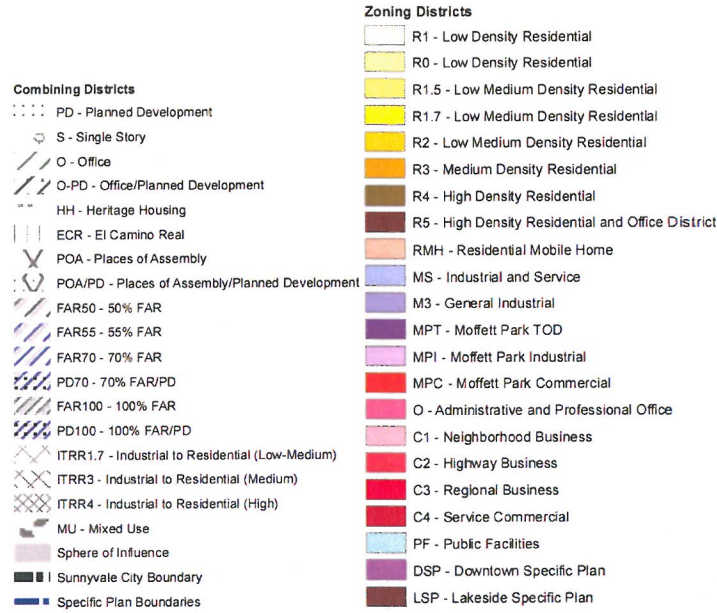 Combining Districts
PD - Planned Development
S - Single Story
O - Office
O-PD - Office/Planned Development
HH - Heritage Housing
ECR - El Camino Real
POA - Places of Assembly
POA/PD - Places of Assembly/Planned Development
FAR50 - 50% FAR
FAR55 - 55% FAR
FAR70 - 70% FAR
PD70 - 70% FAR/PD
FAR100 - 100% FAR
PD100 - 100% FAR/PD
ITRR1.7 - Industrial to Residential (Low-Medium)
ITRR3 - Industrial to Residential (Medium)
ITRR4 - Industrial to Residential (High)
MU - Mixed Use
Sphere of Influence
Sunnyvale City Boundary
Specific Plan Boundaries
Zoning Districts
R1 - Low Density Residential
R0 - Low Density Residential
R1.5 - Low Medium Density Residential
R1.7 - Low Medium Density Residential
R2 - Low Medium Density Residential
R3 - Medium Density Residential
R4 - High Density Residential
R5 - High Density Residential and Office District
RMH - Residential Mobile Home
MS - Industrial and Service
M3 - General Industrial
MPT - Moffett Park TOD
MPI - Moffett Park Industrial
MPC - Moffett Park Commercial
O - Administrative and Professional Office
C1 - Neighborhood Business
C2 - Highway Business
C3 - Regional Business
C4 - Service Commercial
PF - Public Facilities
DSP - Downtown Specific Plan
LSP - Lakeside Specific Plan